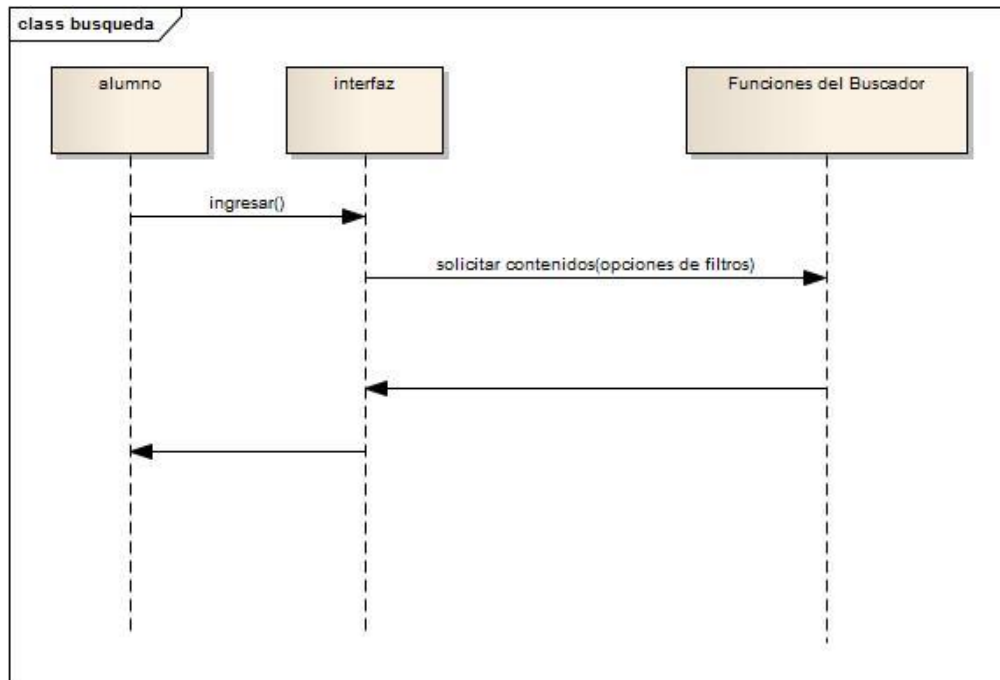 class busqueda
alumno
interfaz
Funciones del Buscador
ingresar()
solicitar contenidos(opciones de filtros)